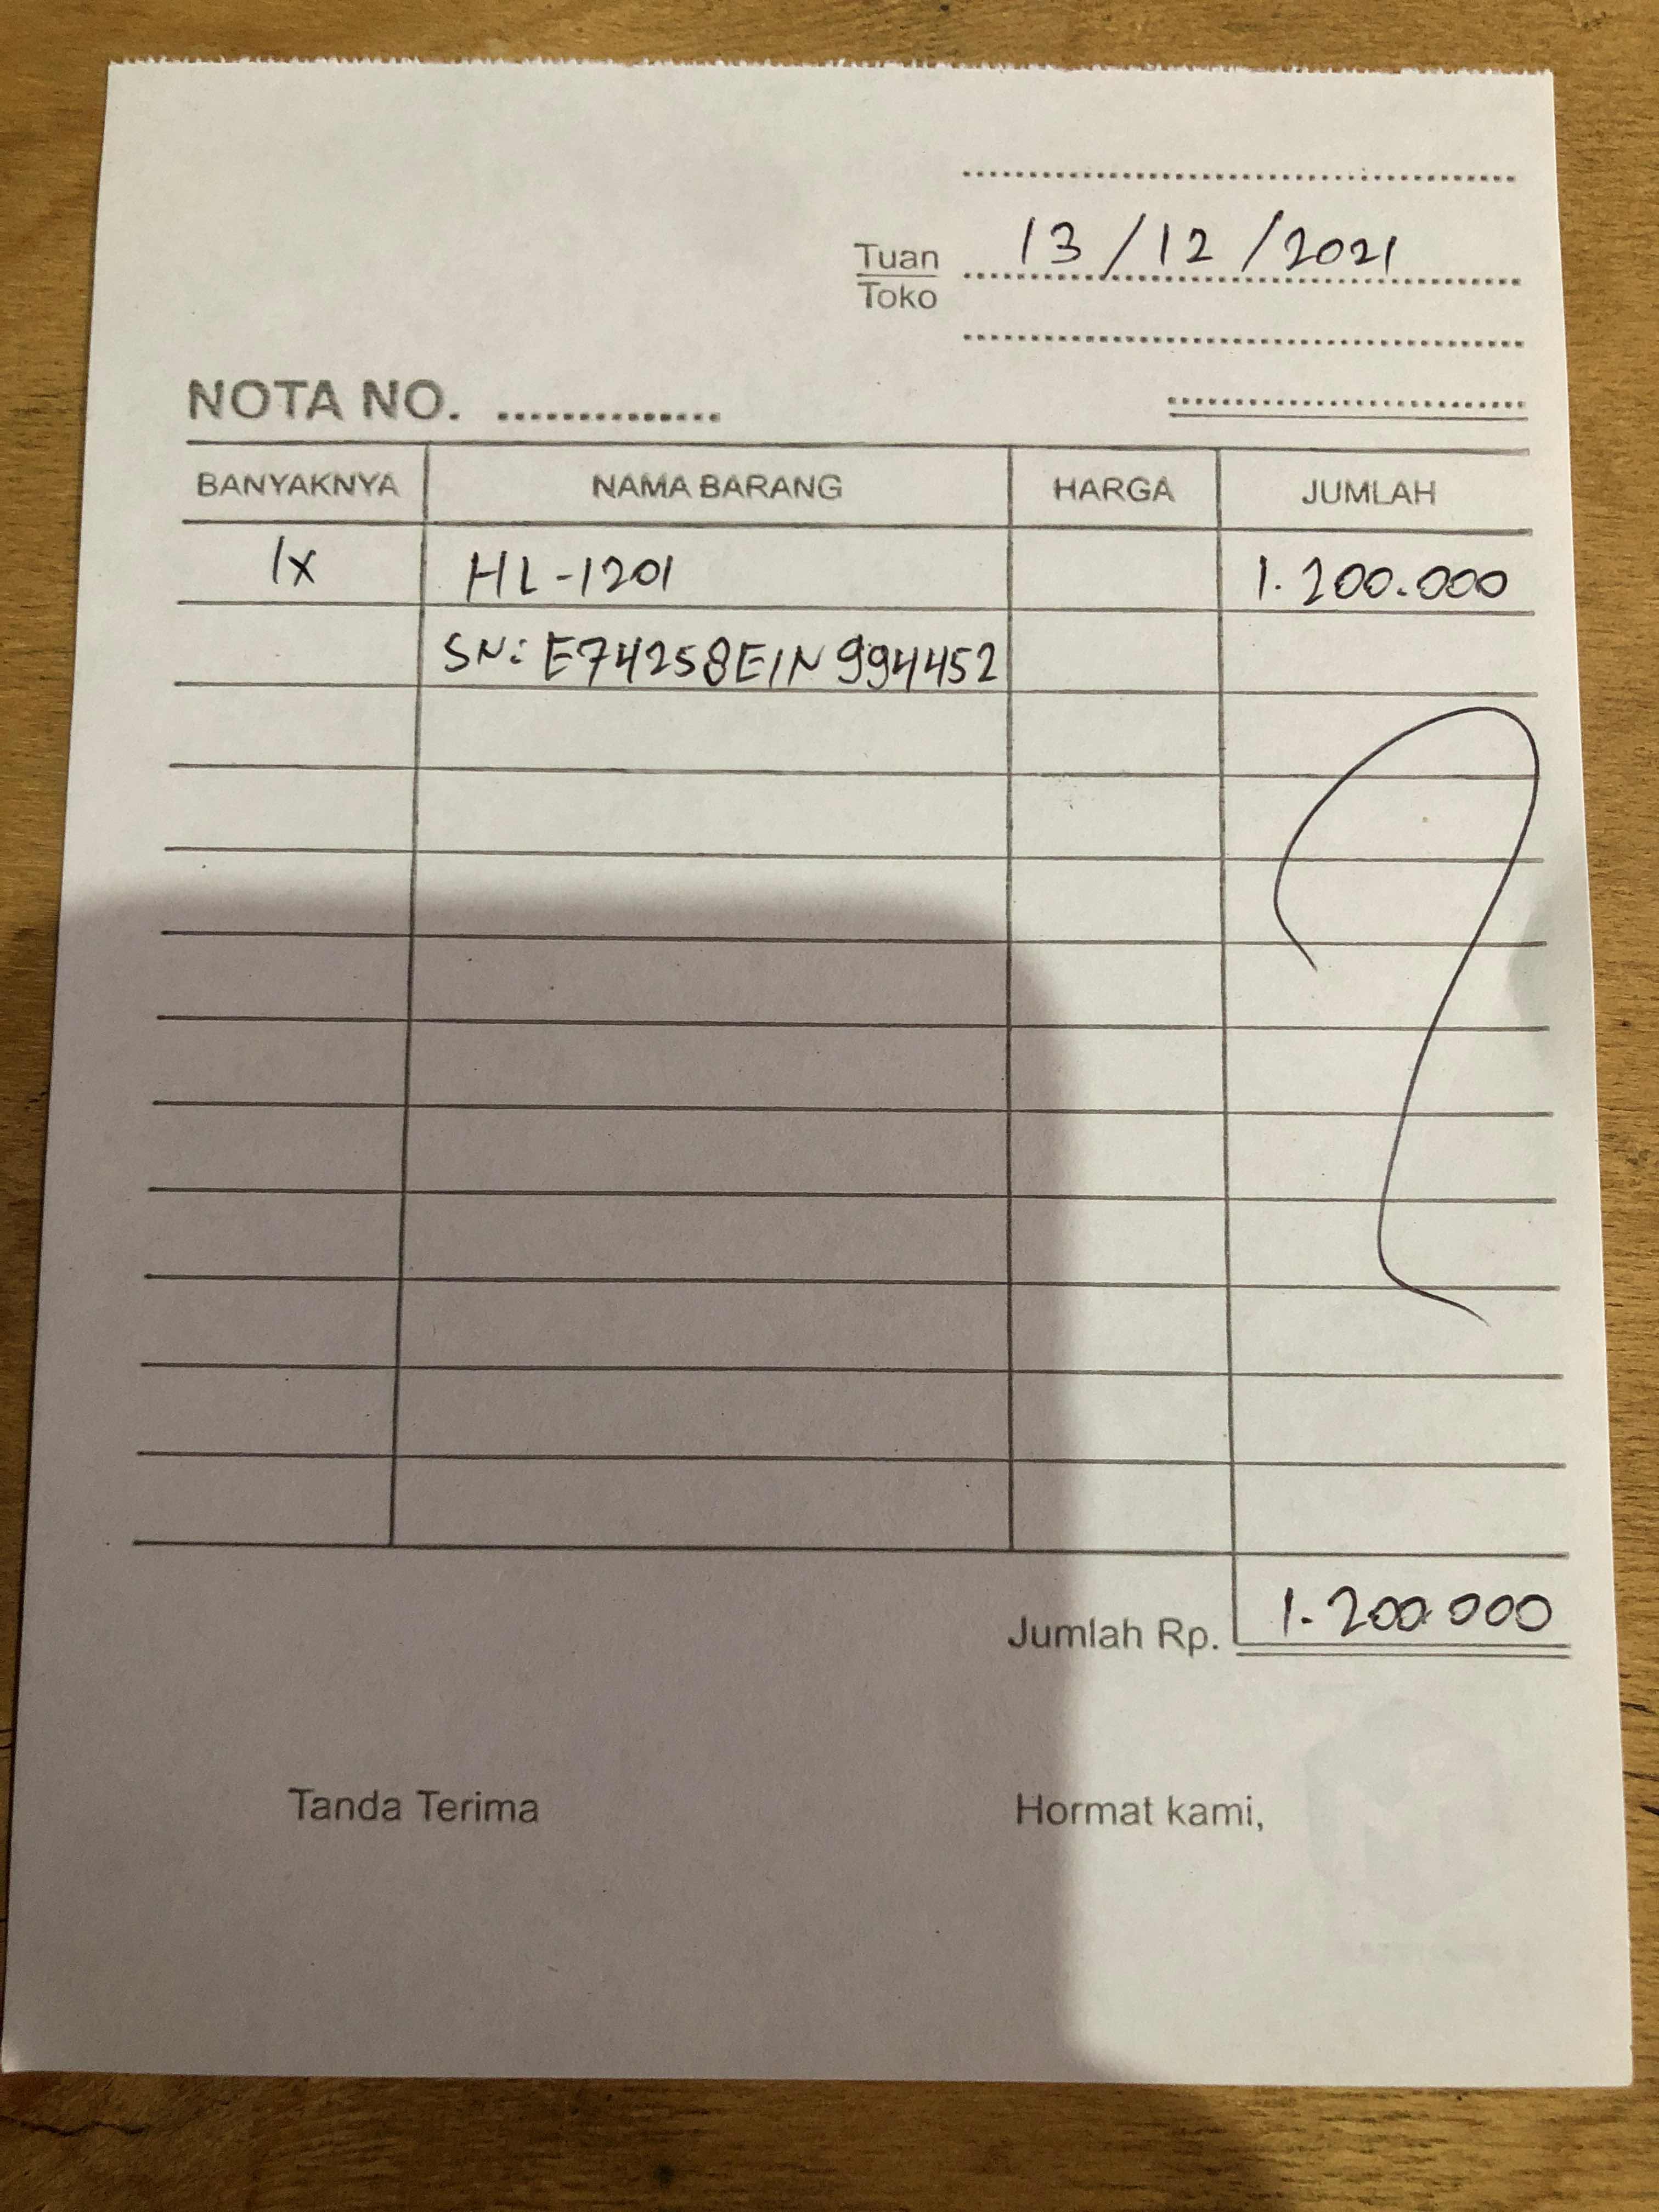 13/12/2021
Tuan
Toko
NOTA NO. ..............
BANYAKNYA NAMA BARANG HARGA JUMLAH
1x HL-1201 1.200.000
SN: E74258E1N994452
Jumlah Rp. 1.200.000
Tanda Terima Hormat kami,